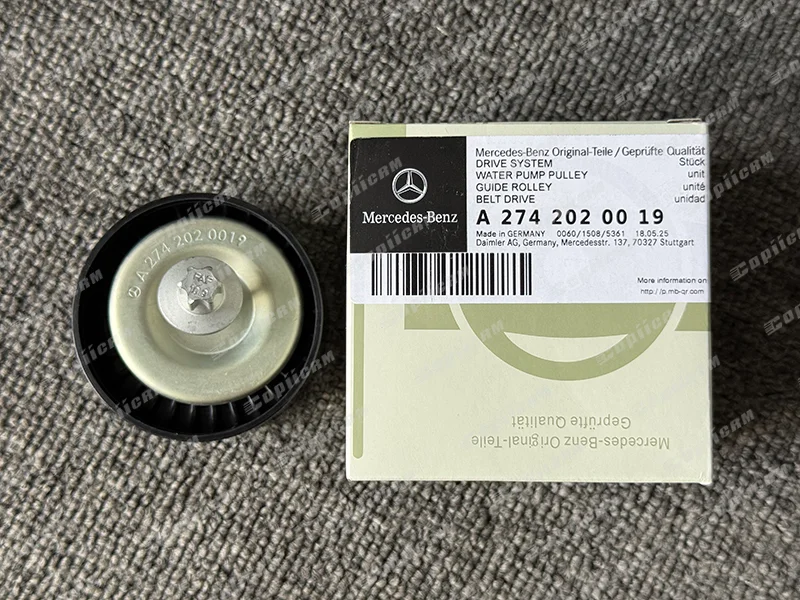 A 274 202 0019
Mercedes-Benz
Mercedes-Benz Original-Teile / Geprüfte Qualität
DRIVE SYSTEM Stück
WATER PUMP PULLEY unit
GUIDE ROLLEY unité
BELT DRIVE unidad
A 274 202 00 19
Made in GERMANY 0060/1508/5361 18.05.25
Daimler AG, Germany, Mercedesstr. 137, 70327 Stuttgart
More information on
http://p.mb-qr.com
Mercedes-Benz Original-Teile
Geprüfte Qualität
CopiiCAM